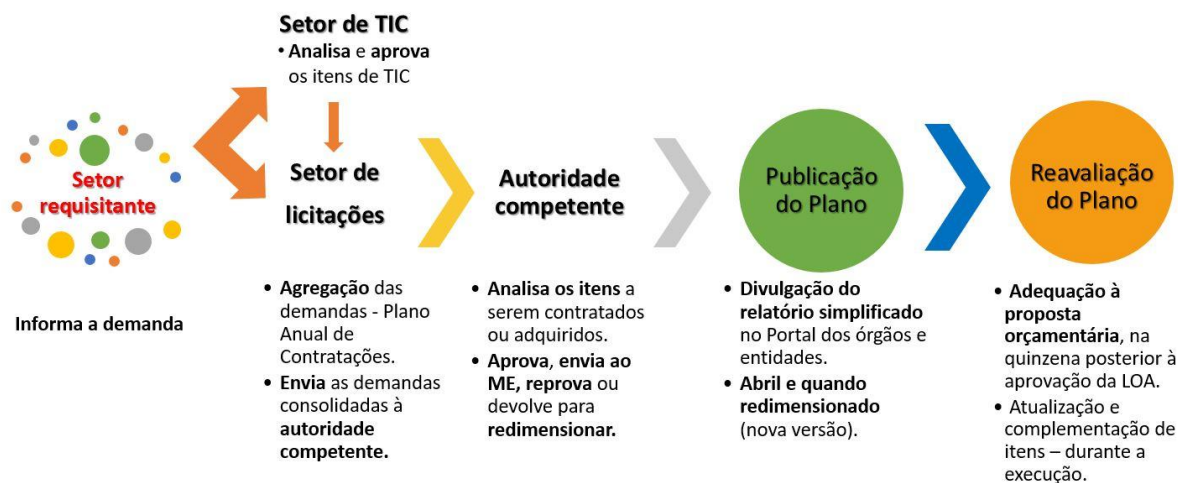 Setor de TIC
• Analisa e aprova
os itens de TIC
Setor
requisitante
Informa a demanda
Setor de
licitações
• Agregação das
demandas - Plano
Anual de
Contratações.
• Envia as demandas
consolidadas à
autoridade
competente.
Autoridade
competente
• Analisa os itens a
serem contratados
ou adquiridos.
• Aprova, envia ao
ME, reprova ou
devolve para
redimensionar.
Publicação
do Plano
• Divulgação do
relatório simplificado
no Portal dos órgãos e
entidades.
• Abril e quando
redimensionado
(nova versão).
Reavaliação
do Plano
• Adequação à
proposta
orçamentária, na
quinzena posterior à
aprovação da LOA.
• Atualização e
complementação de
itens – durante a
execução.